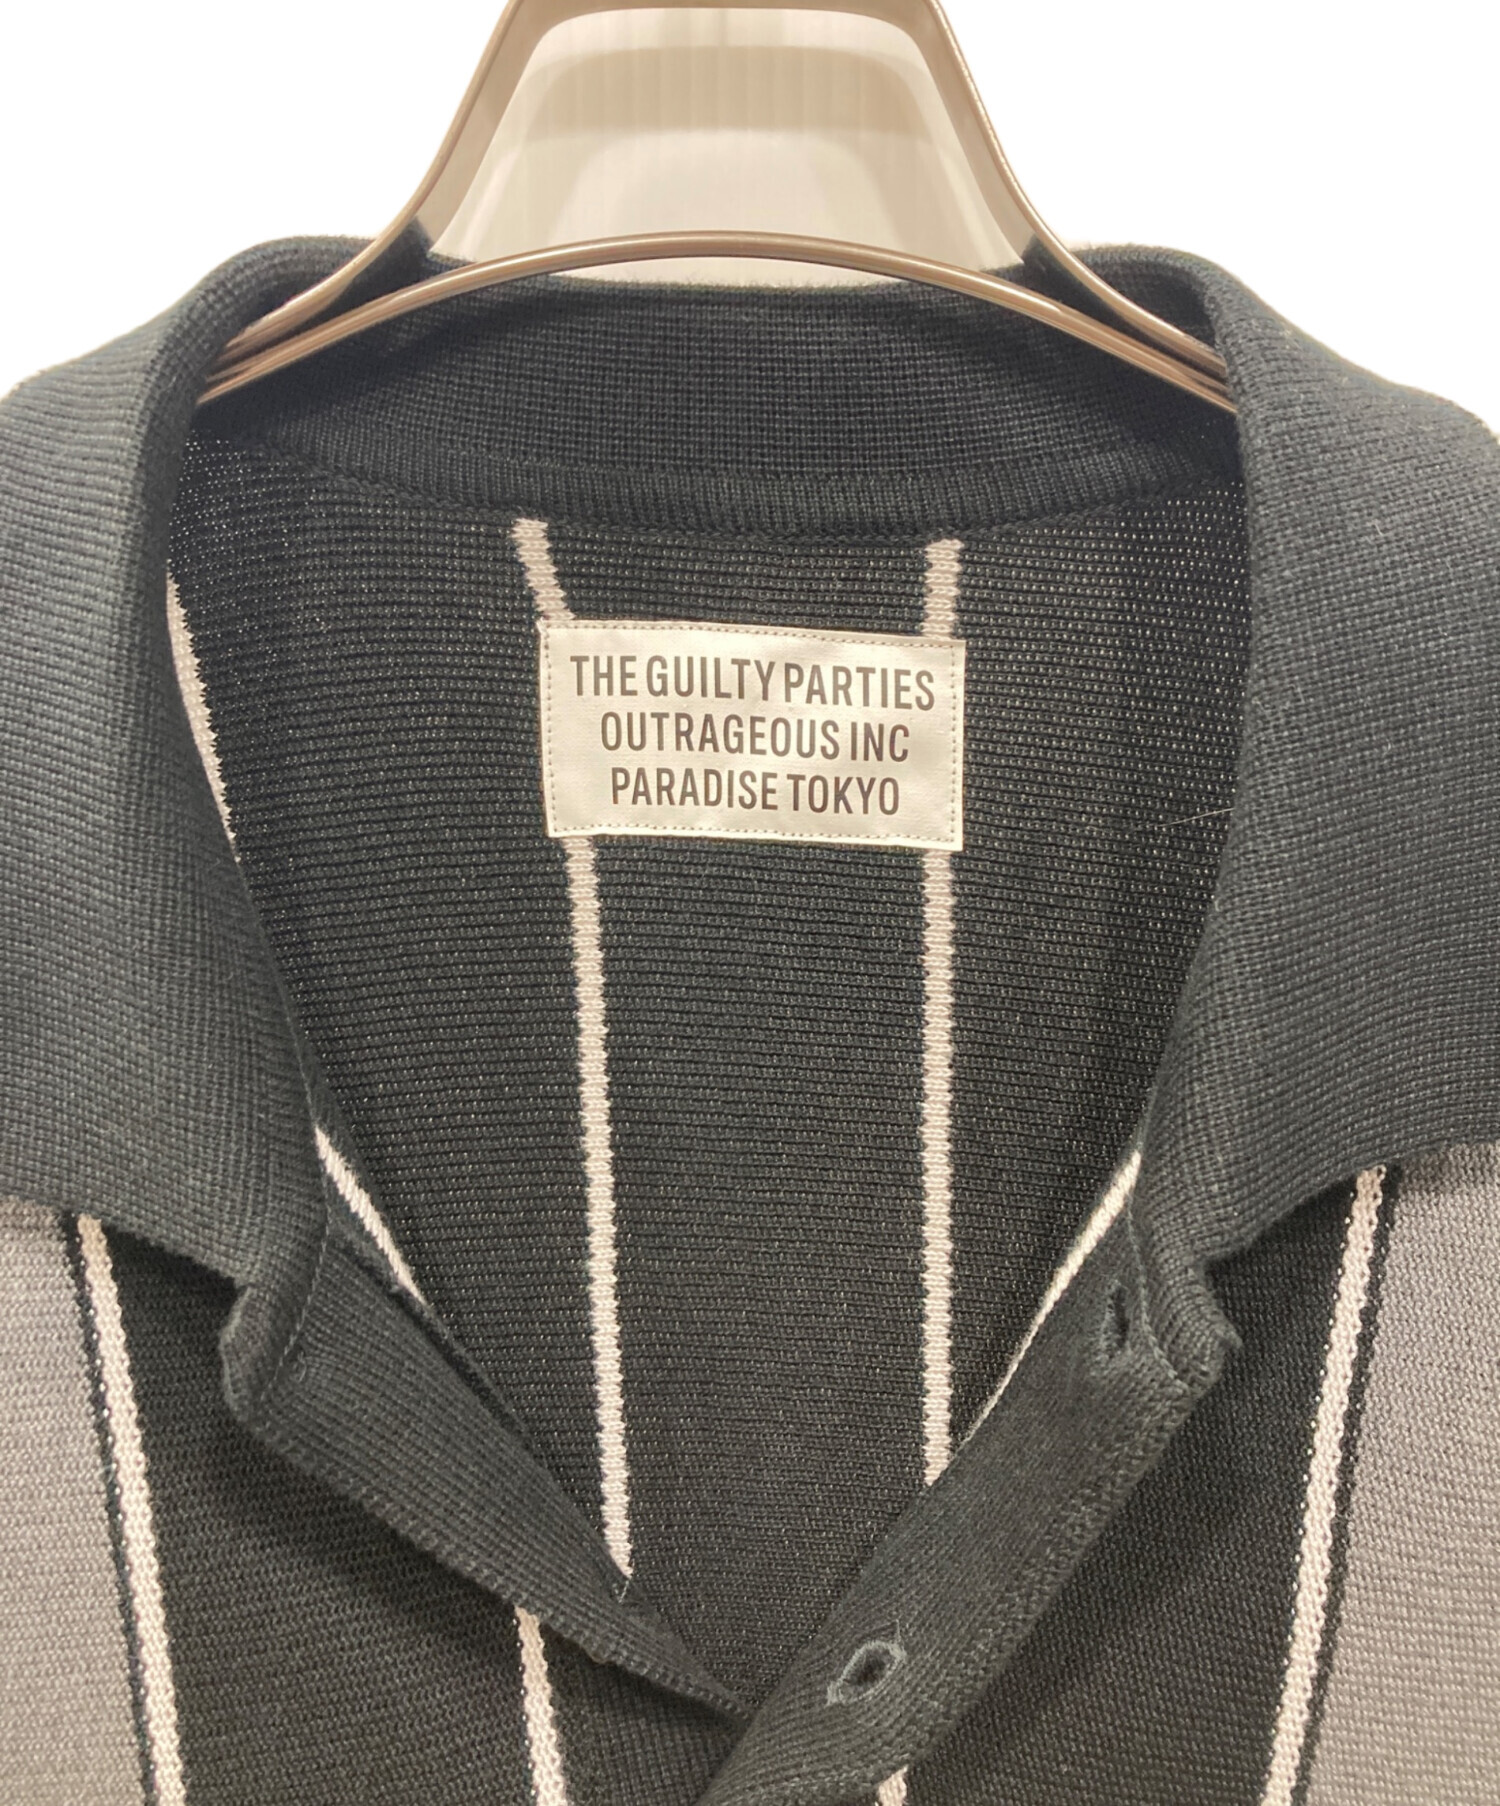 THE GUILTY PARTIES
OUTRAGEOUS INC
PARADISE TOKYO